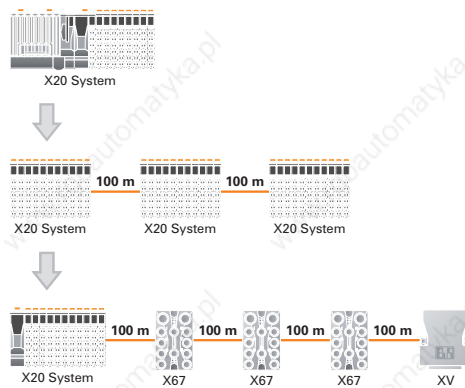 X20 System
100 m 100 m
X20 System X20 System X20 System
100 m 100 m 100 m 100 m
X20 System X67 X67 X67 XV